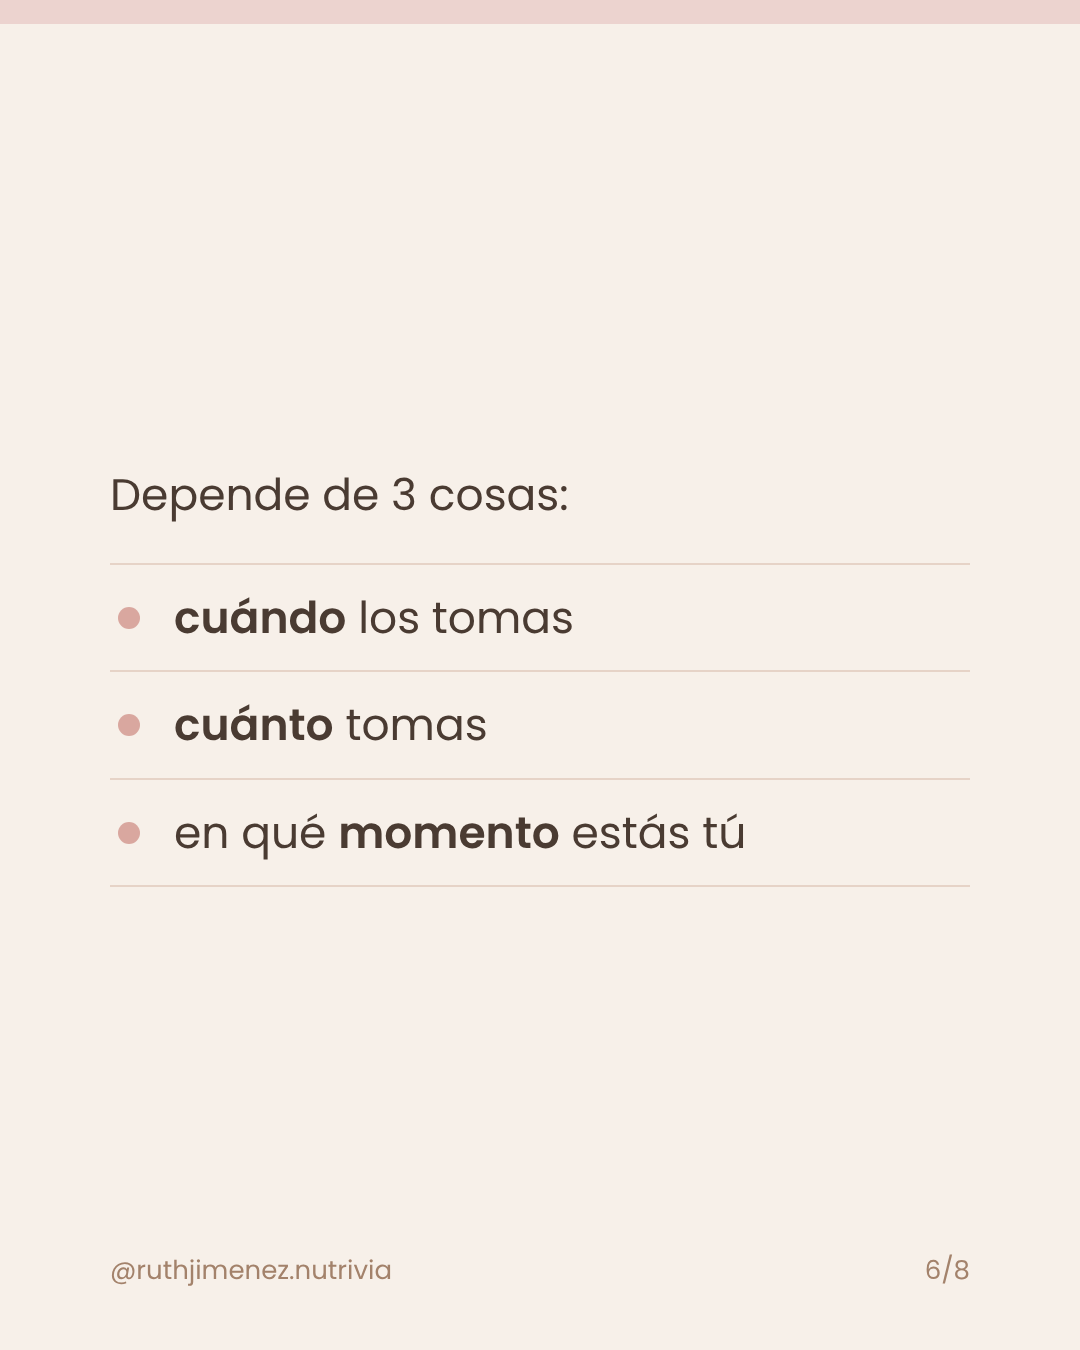 Depende de 3 cosas:
cuándo los tomas
cuánto tomas
en qué momento estás tú
@ruthjimenez.nutrivia
6/8